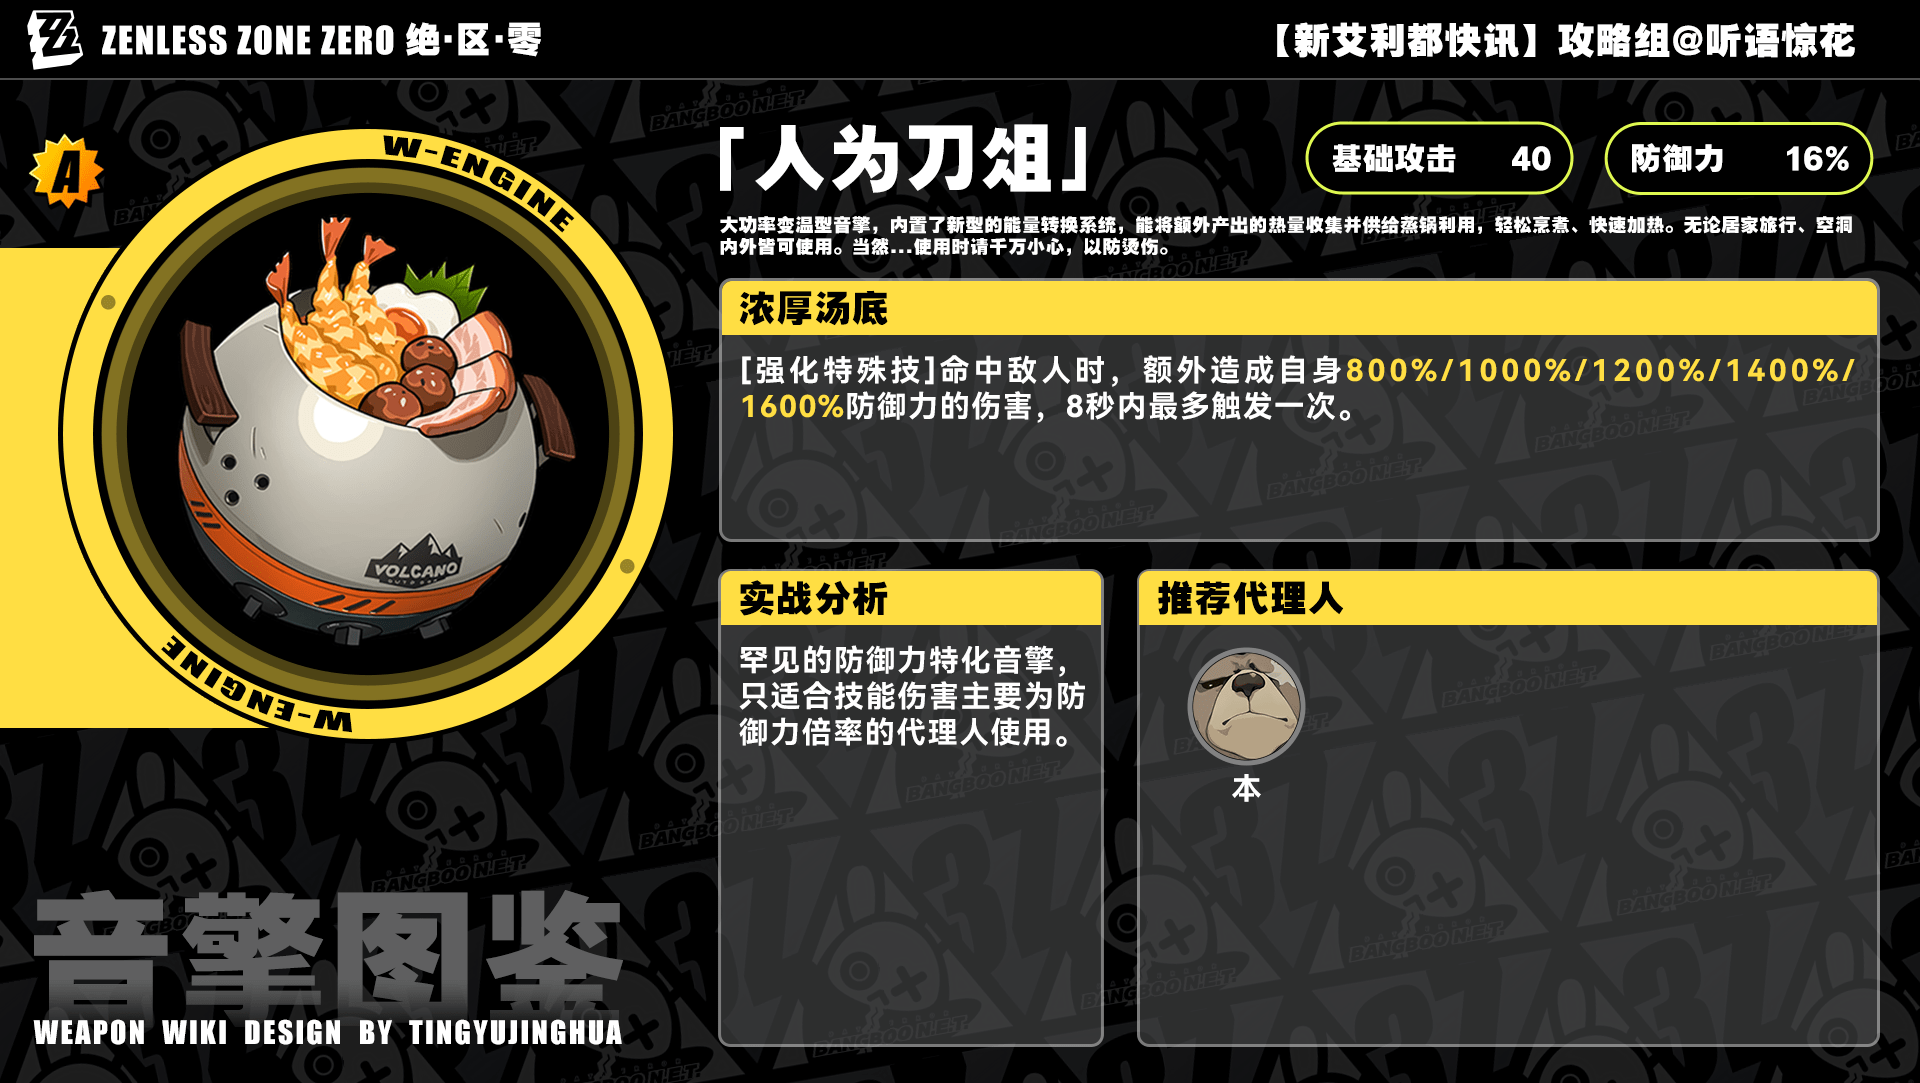 ZENLESS ZONE ZERO 绝·区·零
【新艾利都快讯】攻略组@听语惊花
A
W-ENGINE
W-ENGINE
VOLCANO
「人为刀俎」
基础攻击 40
防御力 16%
大功率变温型音擎，内置了新型的能量转换系统，能将额外产出的热量收集并供给蒸锅利用，轻松烹煮、快速加热。无论居家旅行、空洞
内外皆可使用。当然...使用时请千万小心，以防烫伤。
浓厚汤底
[强化特殊技]命中敌人时，额外造成自身800%/1000%/1200%/1400%/
1600%防御力的伤害，8秒内最多触发一次。
实战分析
罕见的防御力特化音擎，
只适合技能伤害主要为防
御力倍率的代理人使用。
推荐代理人
本
音擎图鉴
WEAPON WIKI DESIGN BY TINGYUJINGHUA